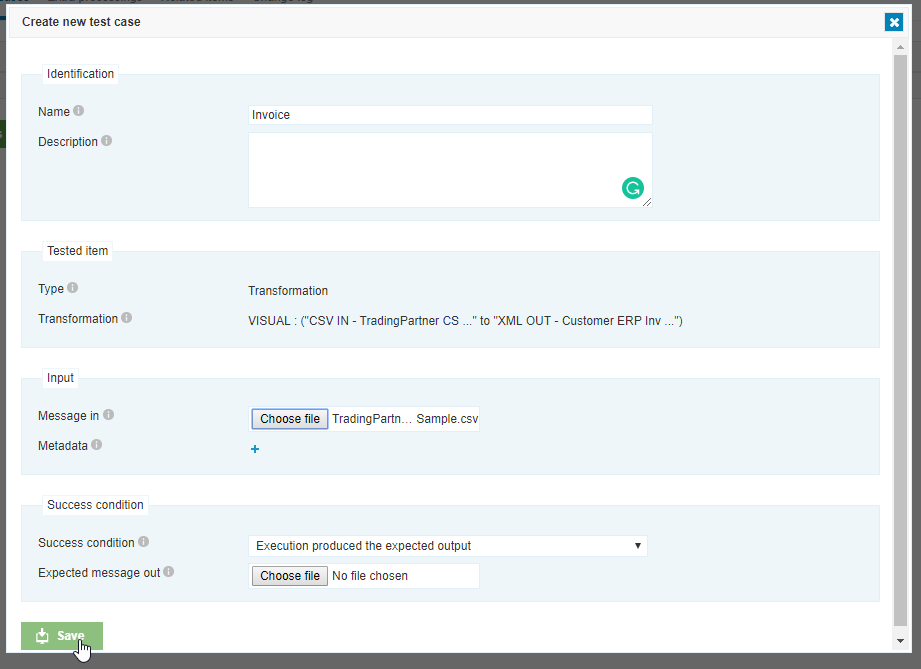 Create new test case
Identification
Name
Invoice
Description
Tested item
Type
Transformation
Transformation
VISUAL : ("CSV IN - TradingPartner CS ..." to "XML OUT - Customer ERP Inv ...")
Input
Message in
Choose file TradingPartn... Sample.csv
Metadata
+
Success condition
Success condition
Execution produced the expected output
Expected message out
Choose file No file chosen
Save